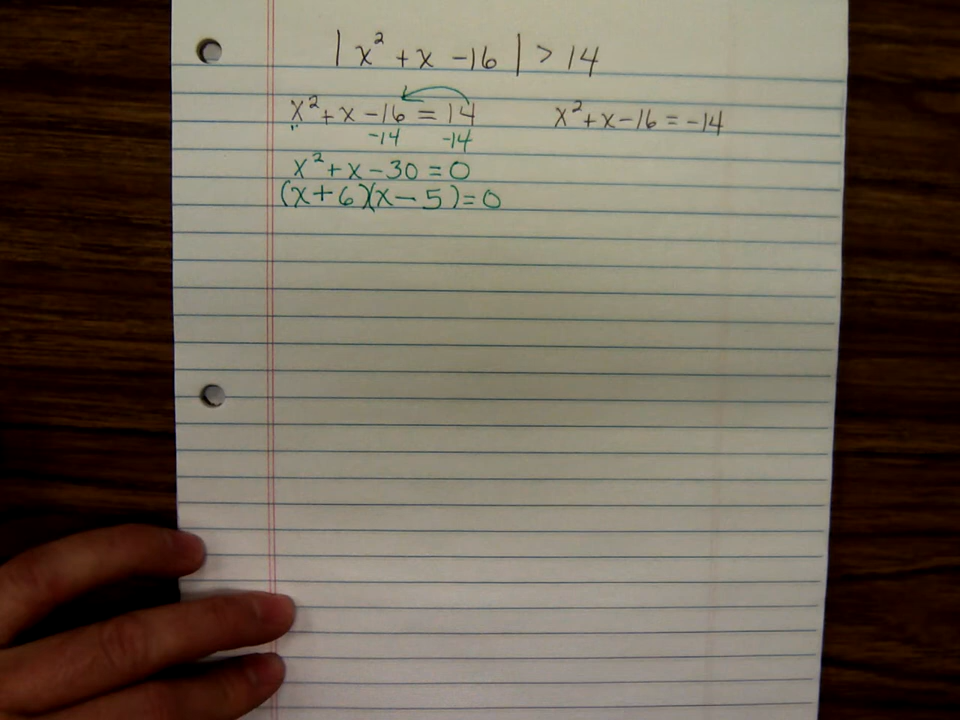 | x² + x - 16 | > 14
x² + x - 16 = 14 x² + x - 16 = -14
-14 -14
x² + x - 30 = 0
(x + 6)(x - 5) = 0